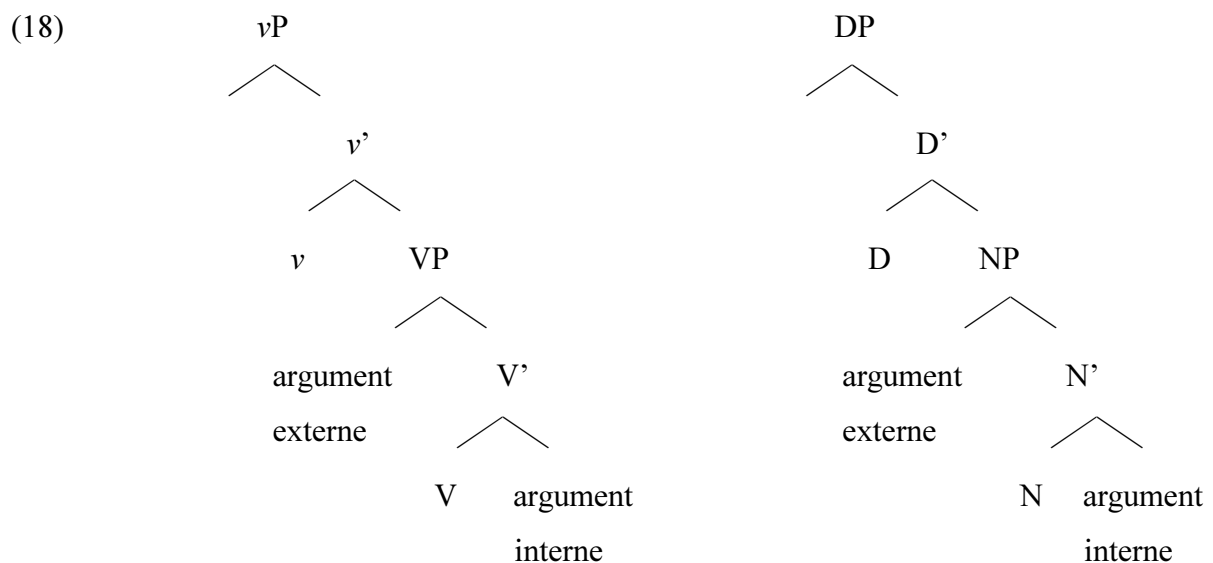 (18) vP DP
v’ D’
v VP D NP
argument V’ argument N’
externe externe
V argument N argument
interne interne